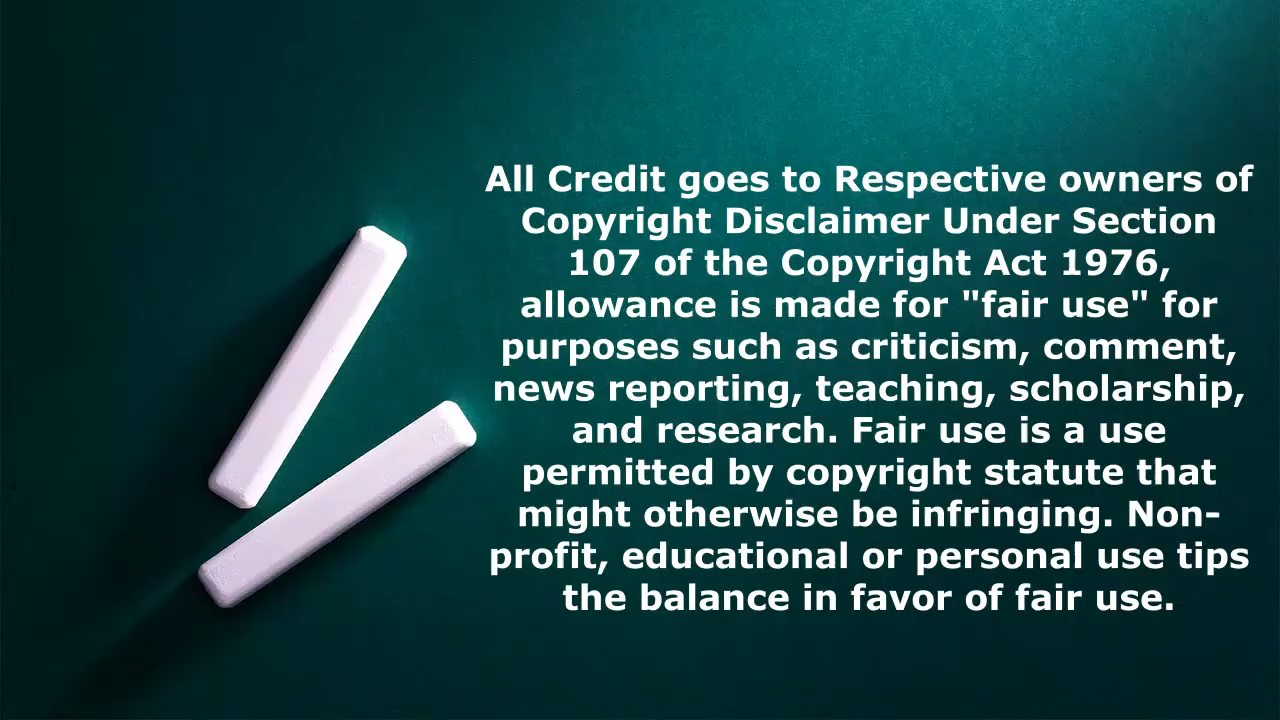 All Credit goes to Respective owners of
Copyright Disclaimer Under Section
107 of the Copyright Act 1976,
allowance is made for "fair use" for
purposes such as criticism, comment,
news reporting, teaching, scholarship,
and research. Fair use is a use
permitted by copyright statute that
might otherwise be infringing. Non-
profit, educational or personal use tips
the balance in favor of fair use.